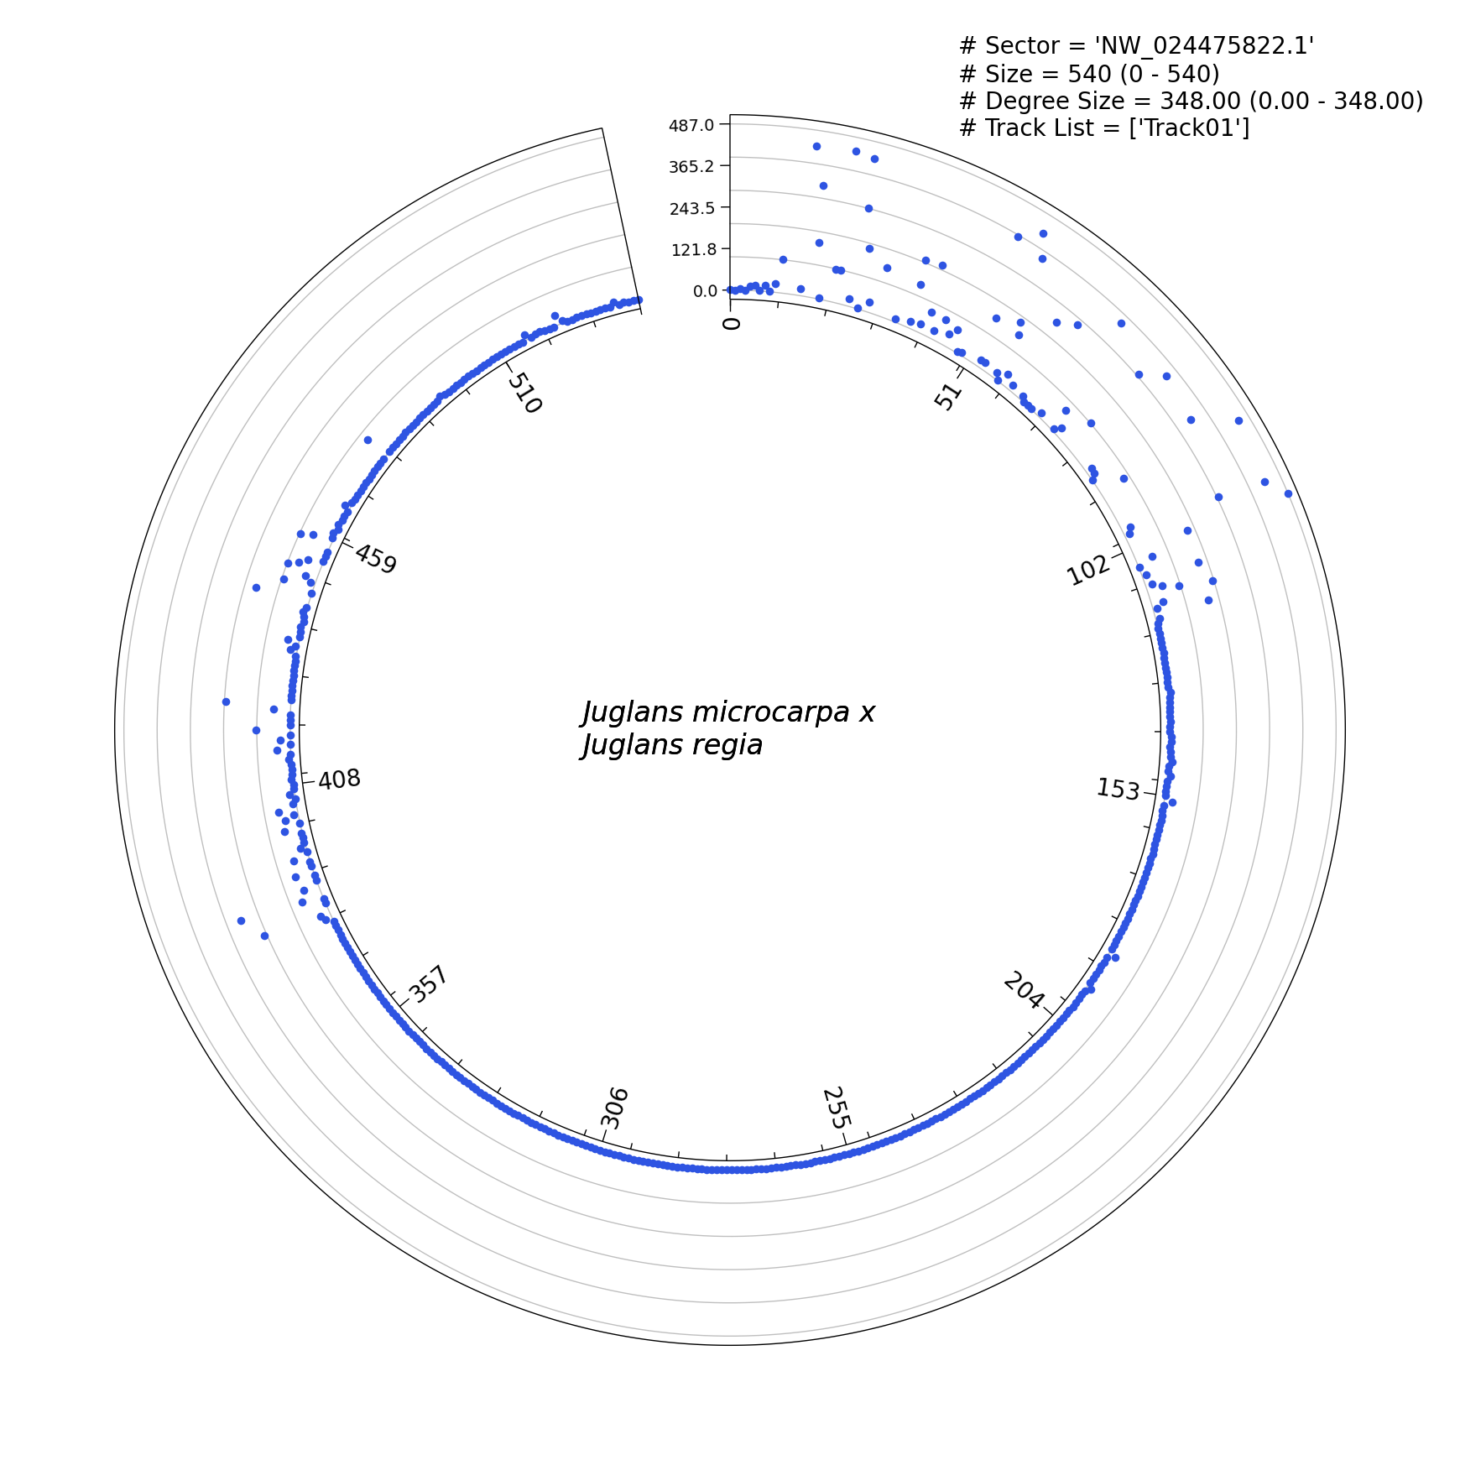 # Sector = 'NW_024475822.1'
# Size = 540 (0 - 540)
# Degree Size = 348.00 (0.00 - 348.00)
# Track List = ['Track01']
487.0
365.2
243.5
121.8
0.0
0
51
102
153
204
255
306
357
408
459
510
Juglans microcarpa x
Juglans regia